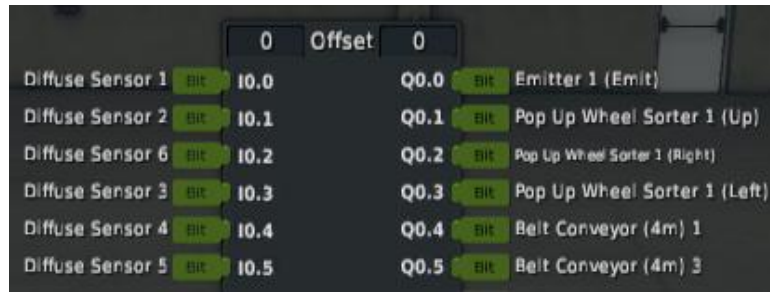 0 Offset 0
Diffuse Sensor 1 Bit I0.0 Q0.0 Bit Emitter 1 (Emit)
Diffuse Sensor 2 Bit I0.1 Q0.1 Bit Pop Up Wheel Sorter 1 (Up)
Diffuse Sensor 6 Bit I0.2 Q0.2 Bit Pop Up Wheel Sorter 1 (Right)
Diffuse Sensor 3 Bit I0.3 Q0.3 Bit Pop Up Wheel Sorter 1 (Left)
Diffuse Sensor 4 Bit I0.4 Q0.4 Bit Belt Conveyor (4m) 1
Diffuse Sensor 5 Bit I0.5 Q0.5 Bit Belt Conveyor (4m) 3